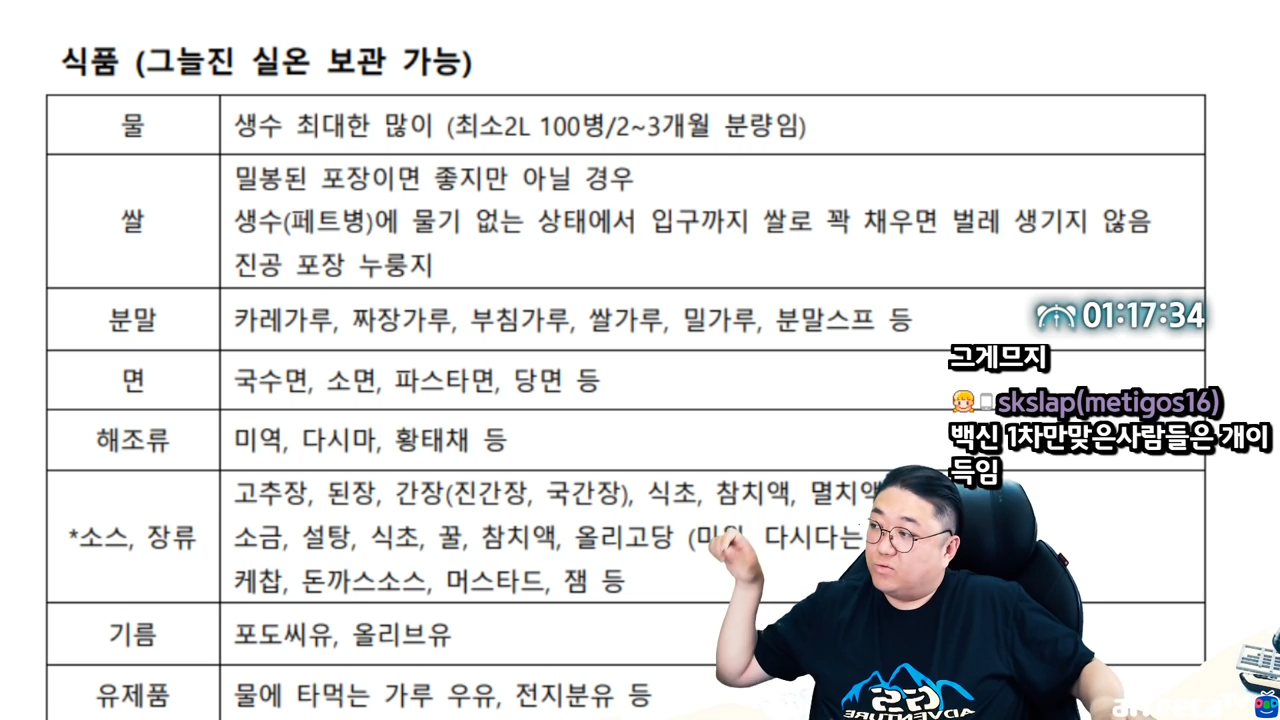 식품 (그늘진 실온 보관 가능)
물
생수 최대한 많이 (최소2L 100병/2~3개월 분량임)
쌀
밀봉된 포장이면 좋지만 아닐 경우
생수(페트병)에 물기 없는 상태에서 입구까지 쌀로 꽉 채우면 벌레 생기지 않음
진공 포장 누룽지
분말
카레가루, 짜장가루, 부침가루, 쌀가루, 밀가루, 분말스프 등
01:17:34
그게므지
면
국수면, 소면, 파스타면, 당면 등
skslap(metigos16)
백신 1차만맞은사람들은 개이
득임
해조류
미역, 다시마, 황태채 등
*소스, 장류
고추장, 된장, 간장(진간장, 국간장), 식초, 참치액, 멸치액
소금, 설탕, 식초, 꿀, 참치액, 올리고당 (미원, 다시다는
케찹, 돈까스소스, 머스타드, 잼 등
기름
포도씨유, 올리브유
유제품
물에 타먹는 가루 우유, 전지분유 등
ADVENTURE